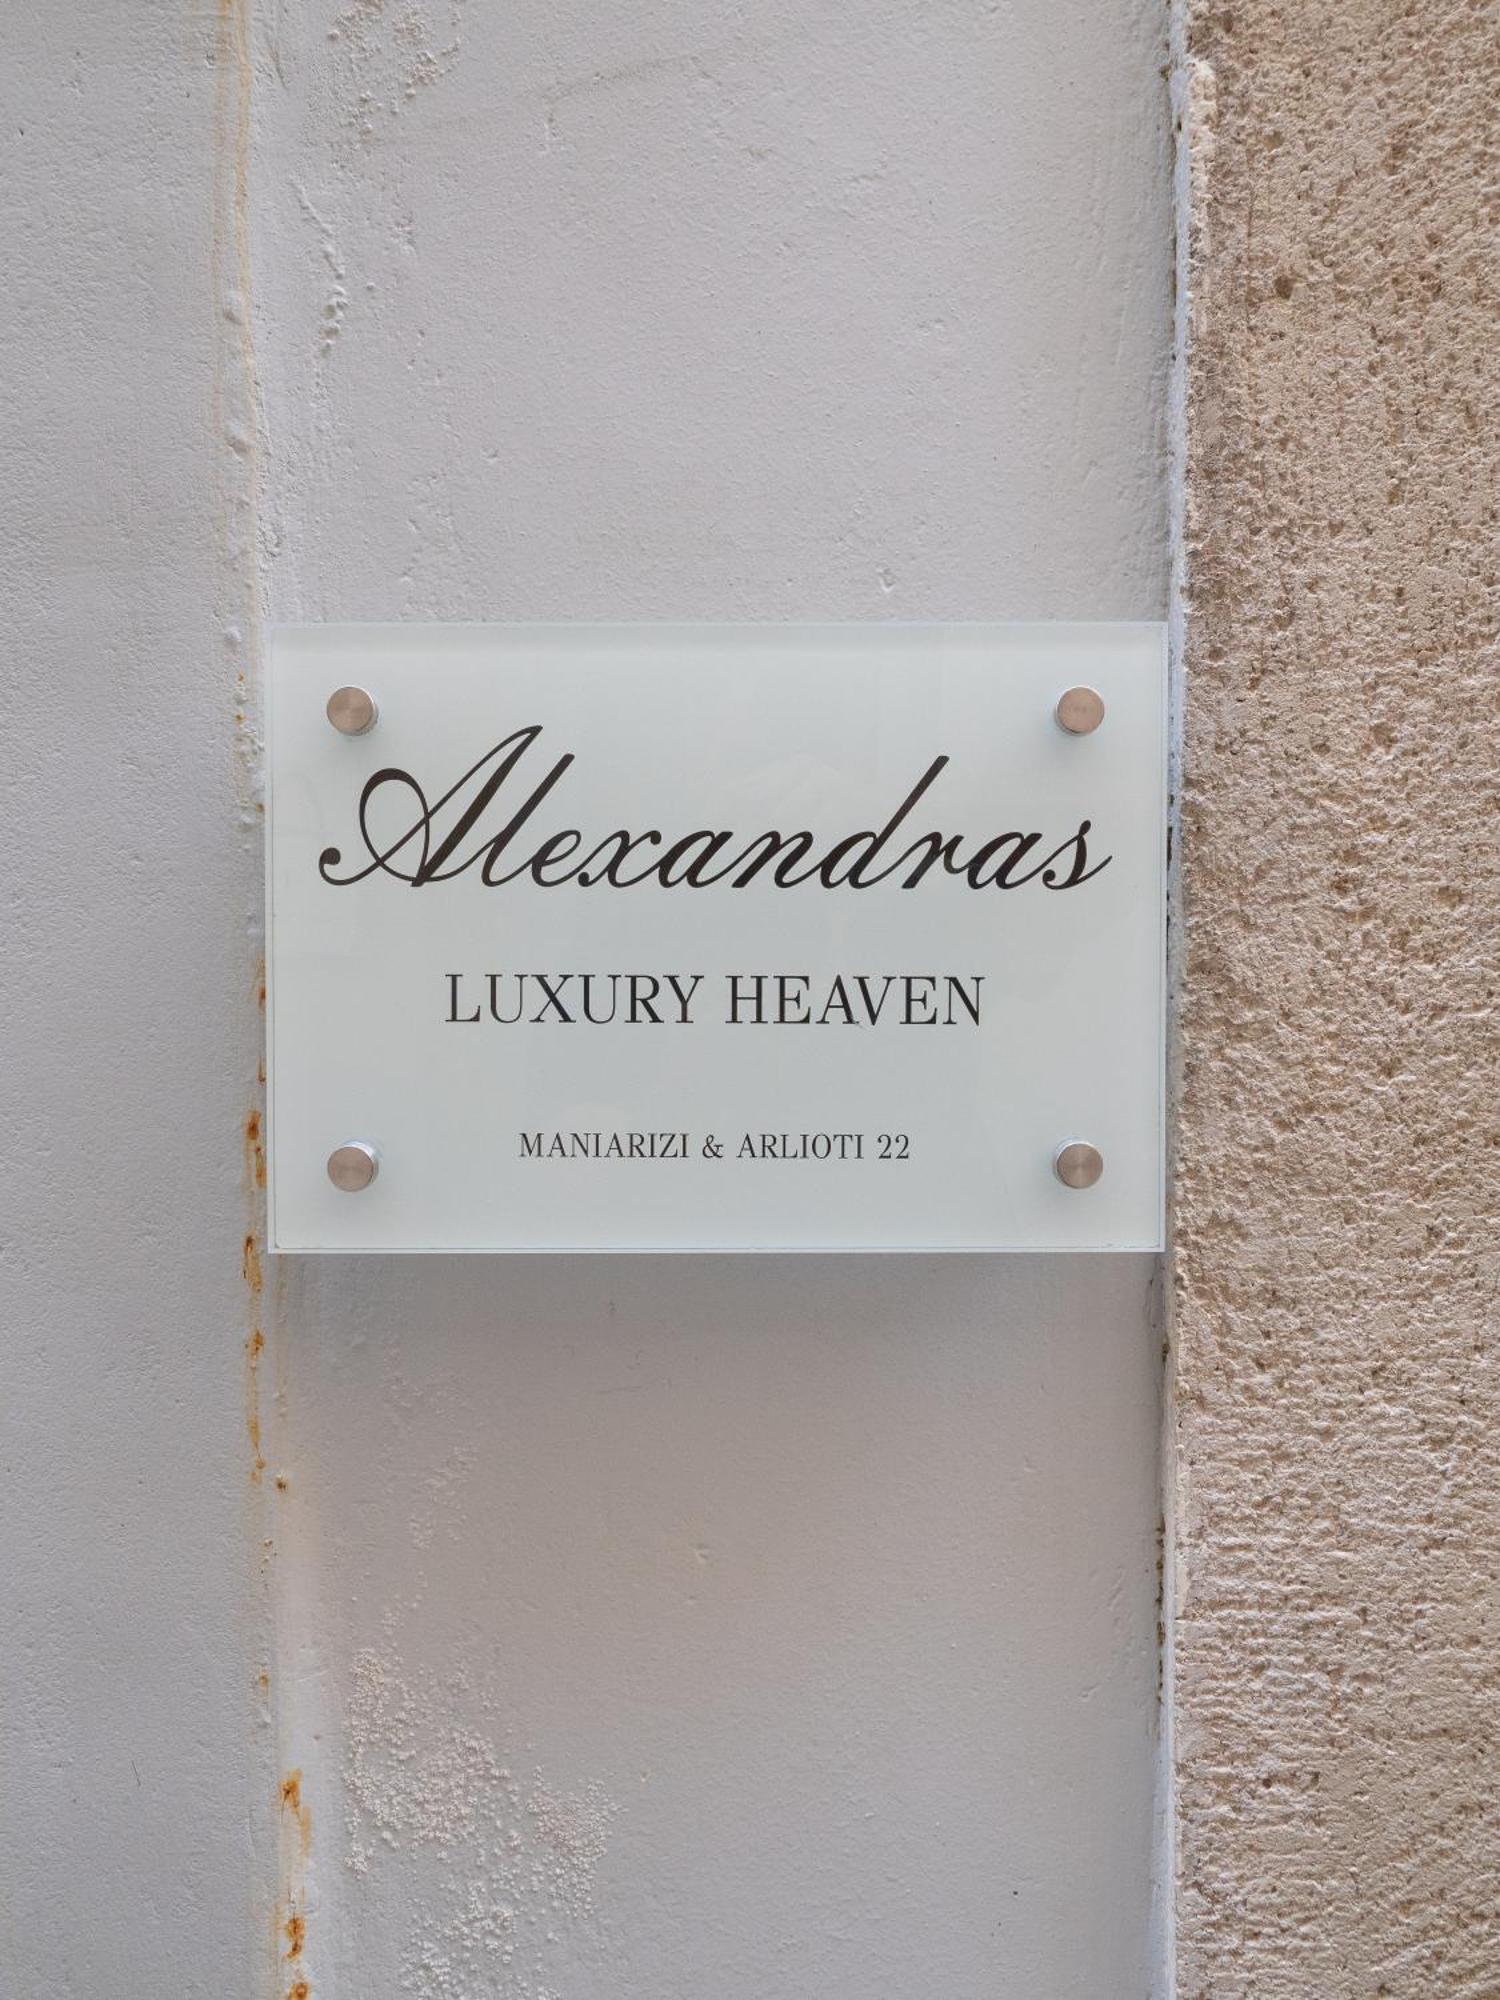 Alexandras
LUXURY HEAVEN
MANIARIZI & ARLIOTI 22